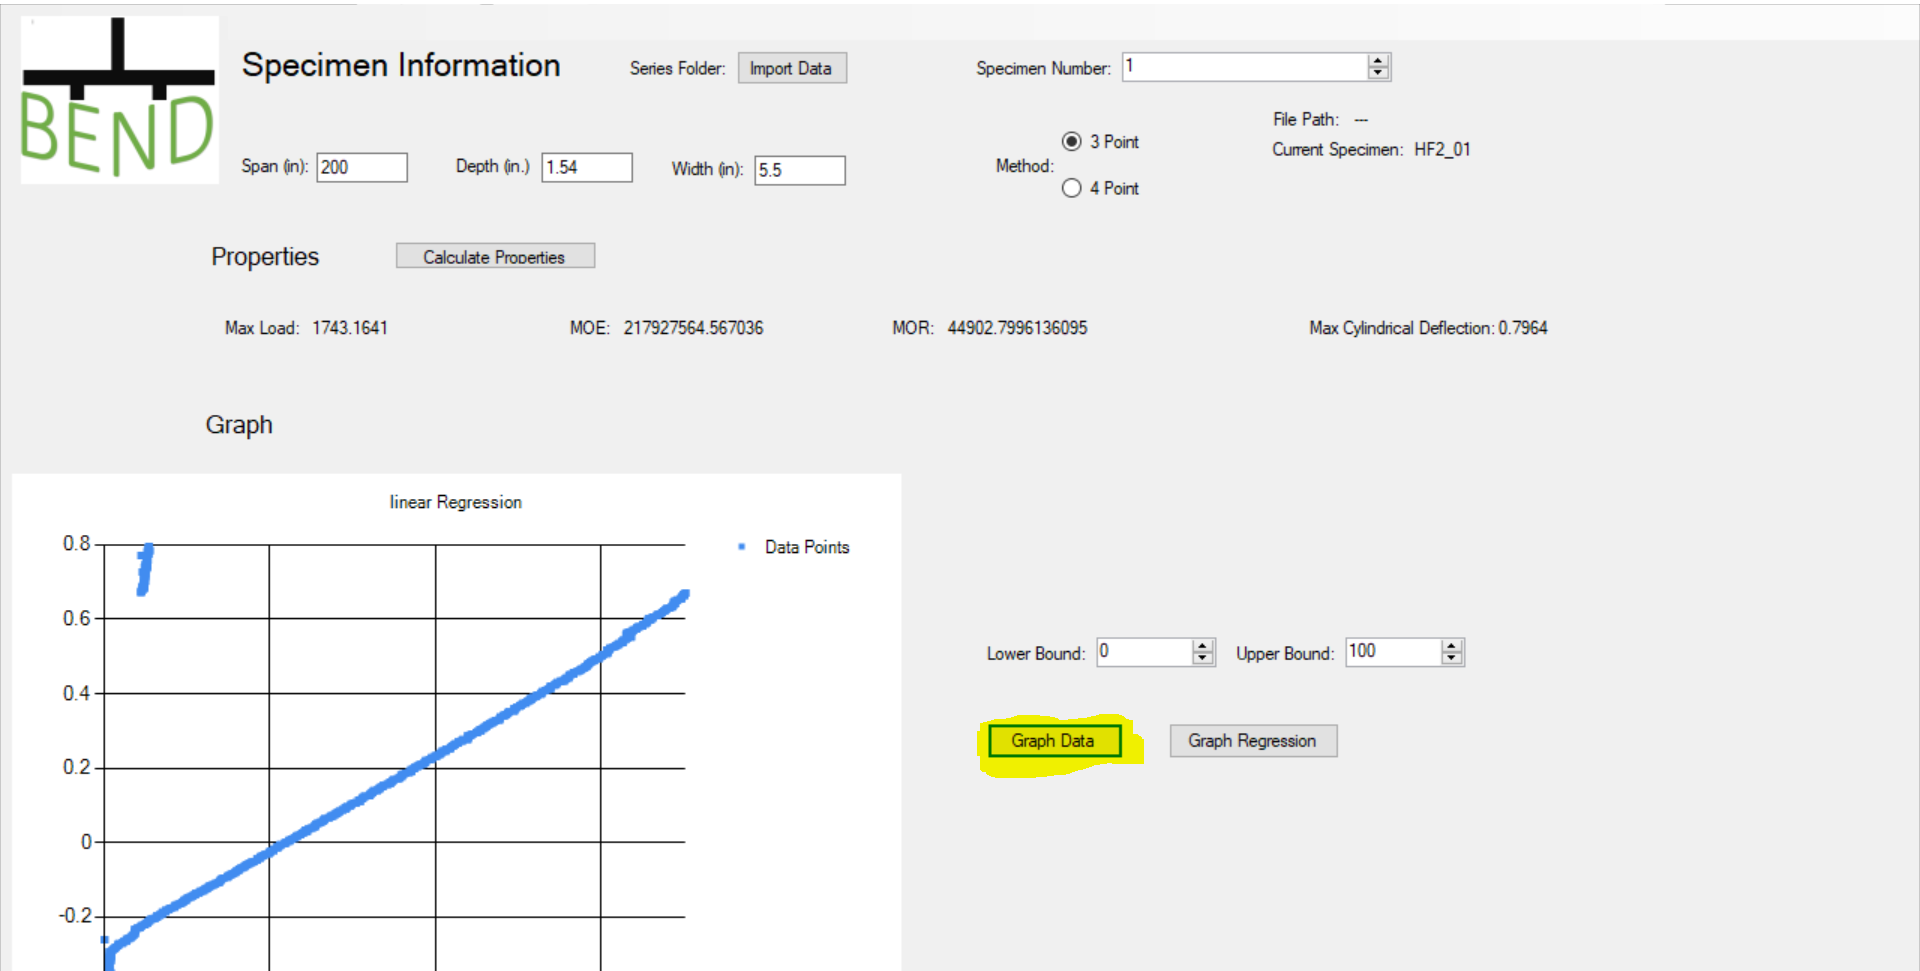 BEND
Specimen Information
Series Folder: Import Data
Specimen Number: 1
File Path: ---
Current Specimen: HF2_01
Span (in): 200
Depth (in.) 1.54
Width (in): 5.5
Method:
3 Point
4 Point
Properties
Calculate Properties
Max Load: 1743.1641
MOE: 217927564.567036
MOR: 44902.7996136095
Max Cylindrical Deflection: 0.7964
Graph
linear Regression
Data Points
0.8
0.6
0.4
0.2
0
-0.2
Lower Bound: 0
Upper Bound: 100
Graph Data
Graph Regression